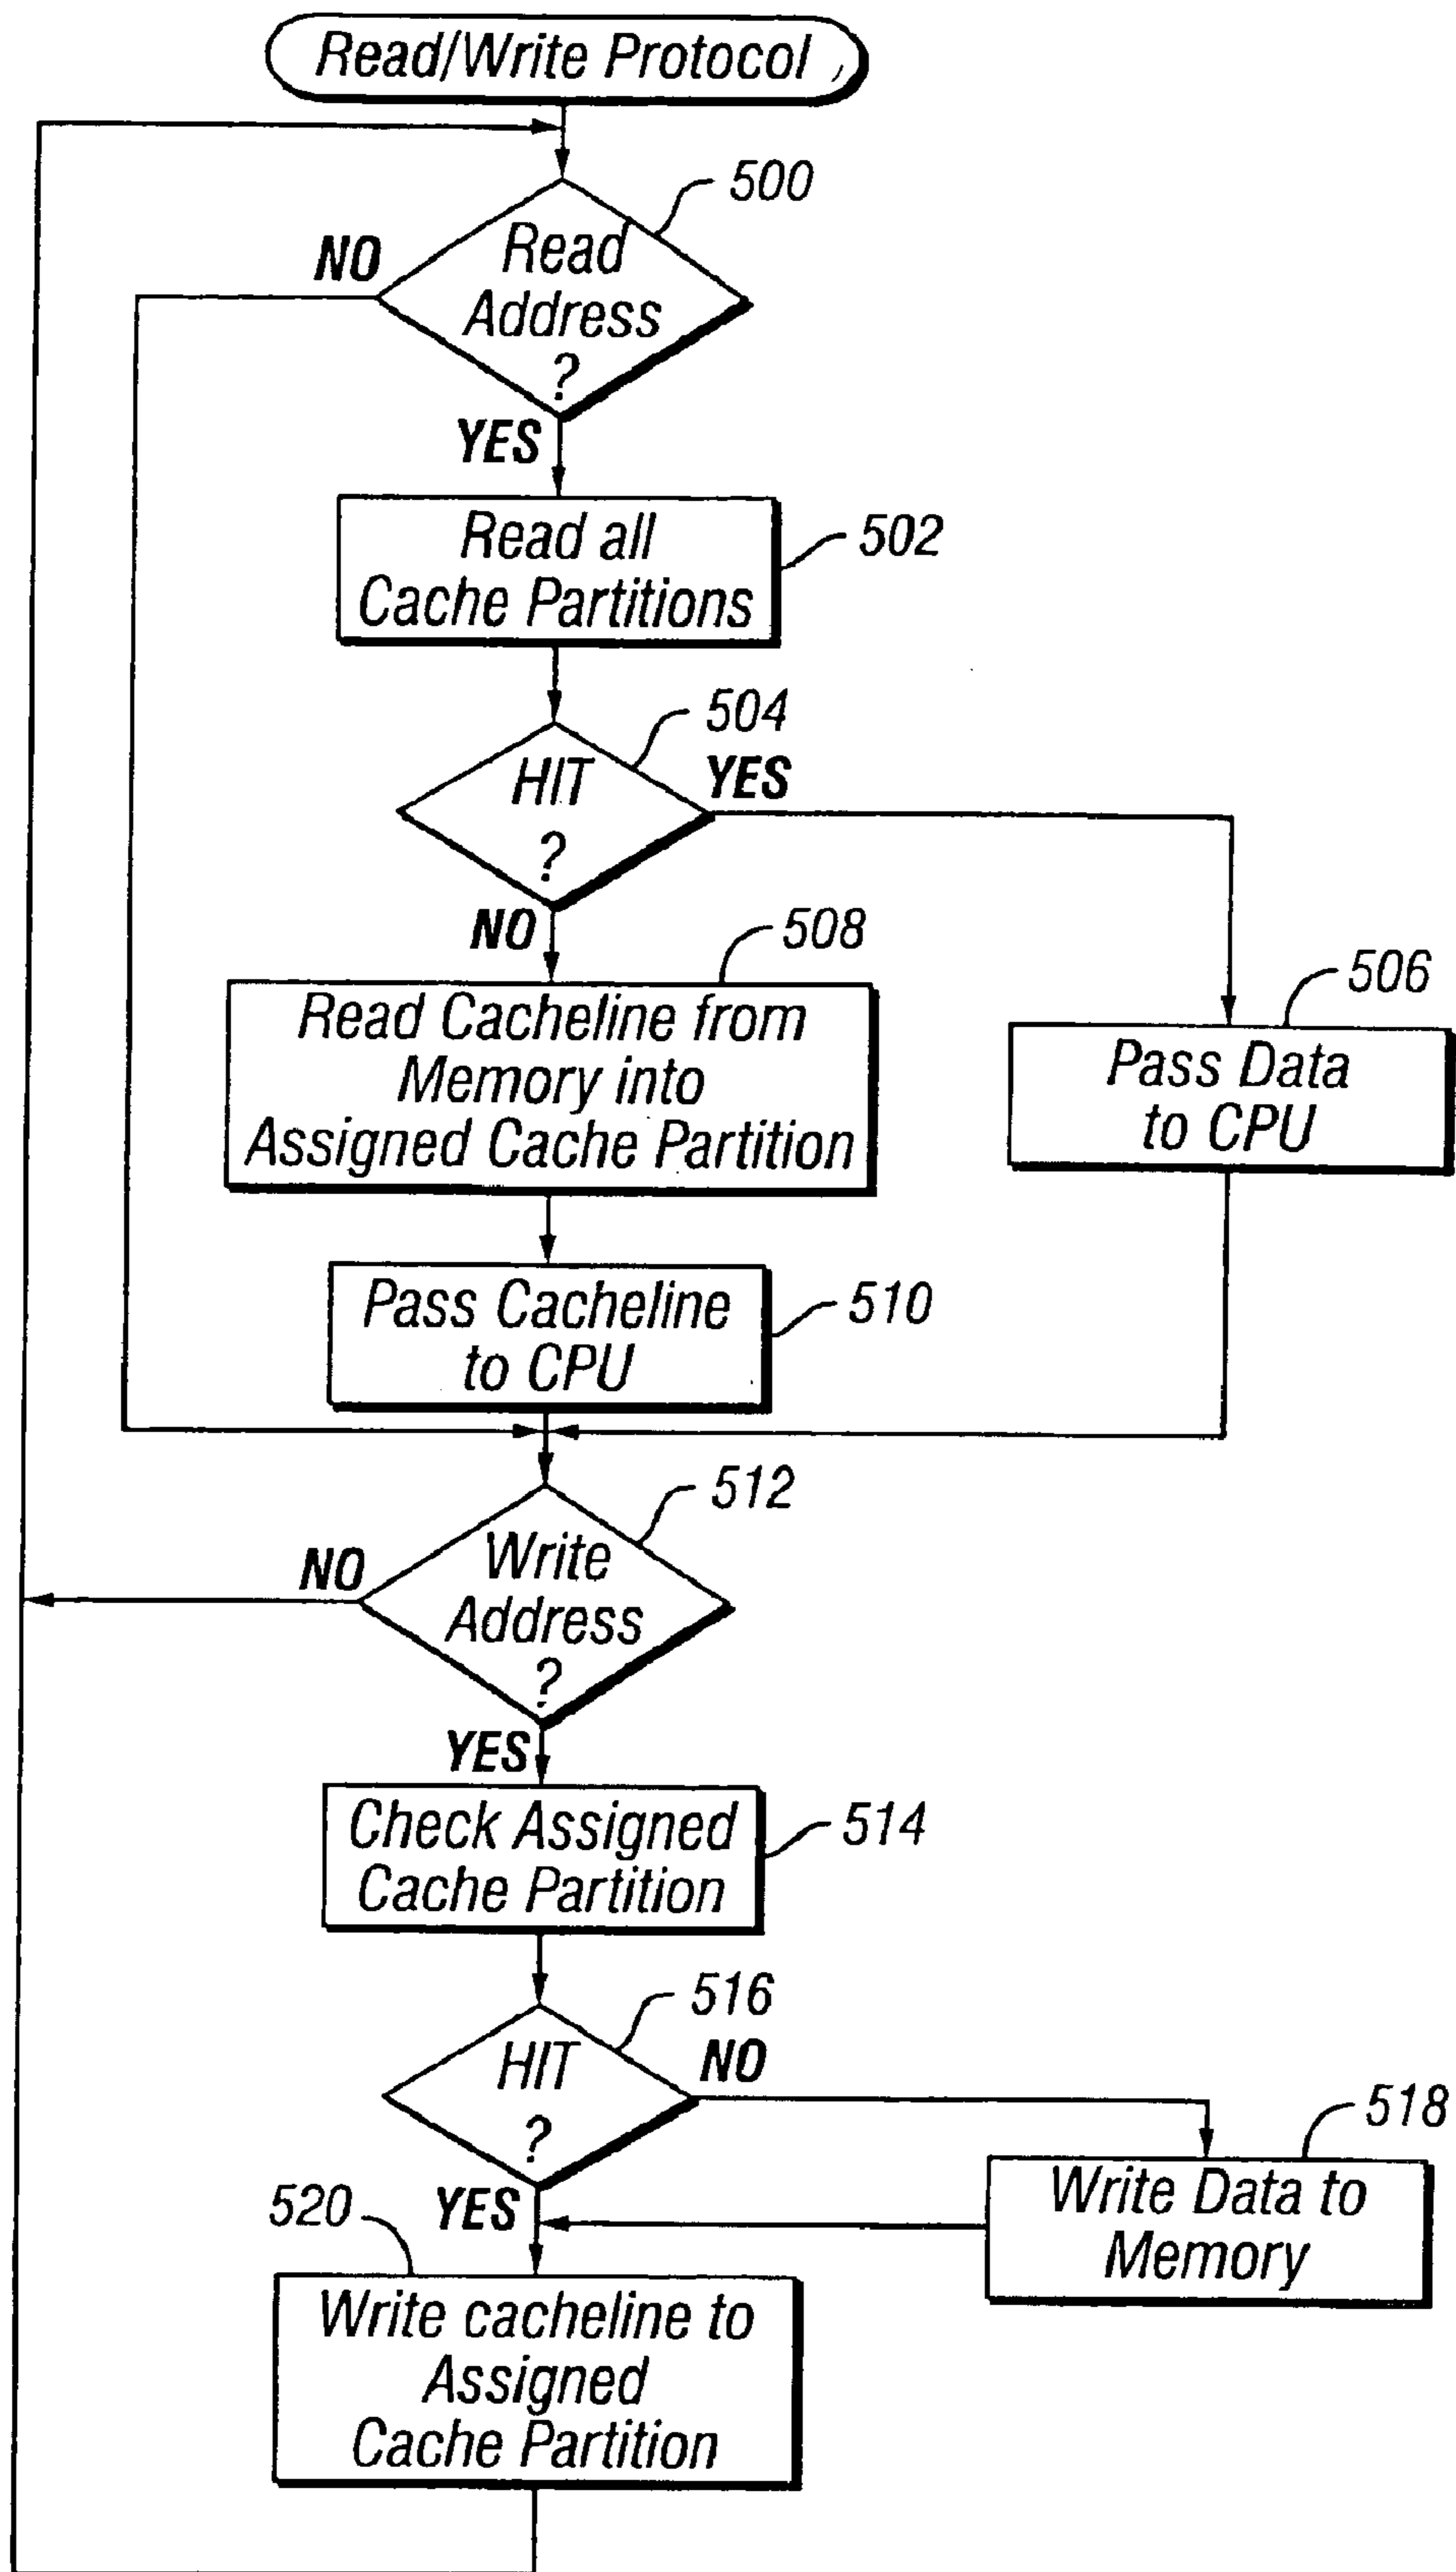 Read/Write Protocol
500
NO
Read
Address
?
YES
Read all
Cache Partitions
502
504
HIT
?
YES
NO
508
506
Read Cacheline from
Memory into
Assigned Cache Partition
Pass Data
to CPU
Pass Cacheline
to CPU
510
512
NO
Write
Address
?
YES
Check Assigned
Cache Partition
514
516
HIT
?
NO
518
YES
520
Write Data to
Memory
Write cacheline to
Assigned
Cache Partition